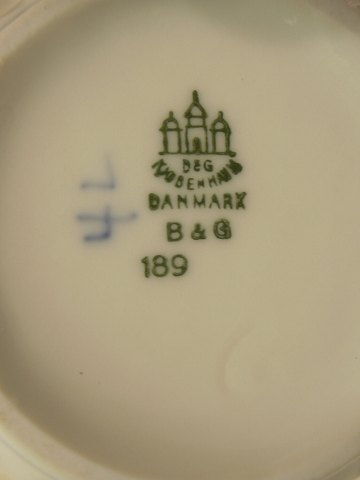 B&G
KJØBENHAVN
DANMARK
B & G
189